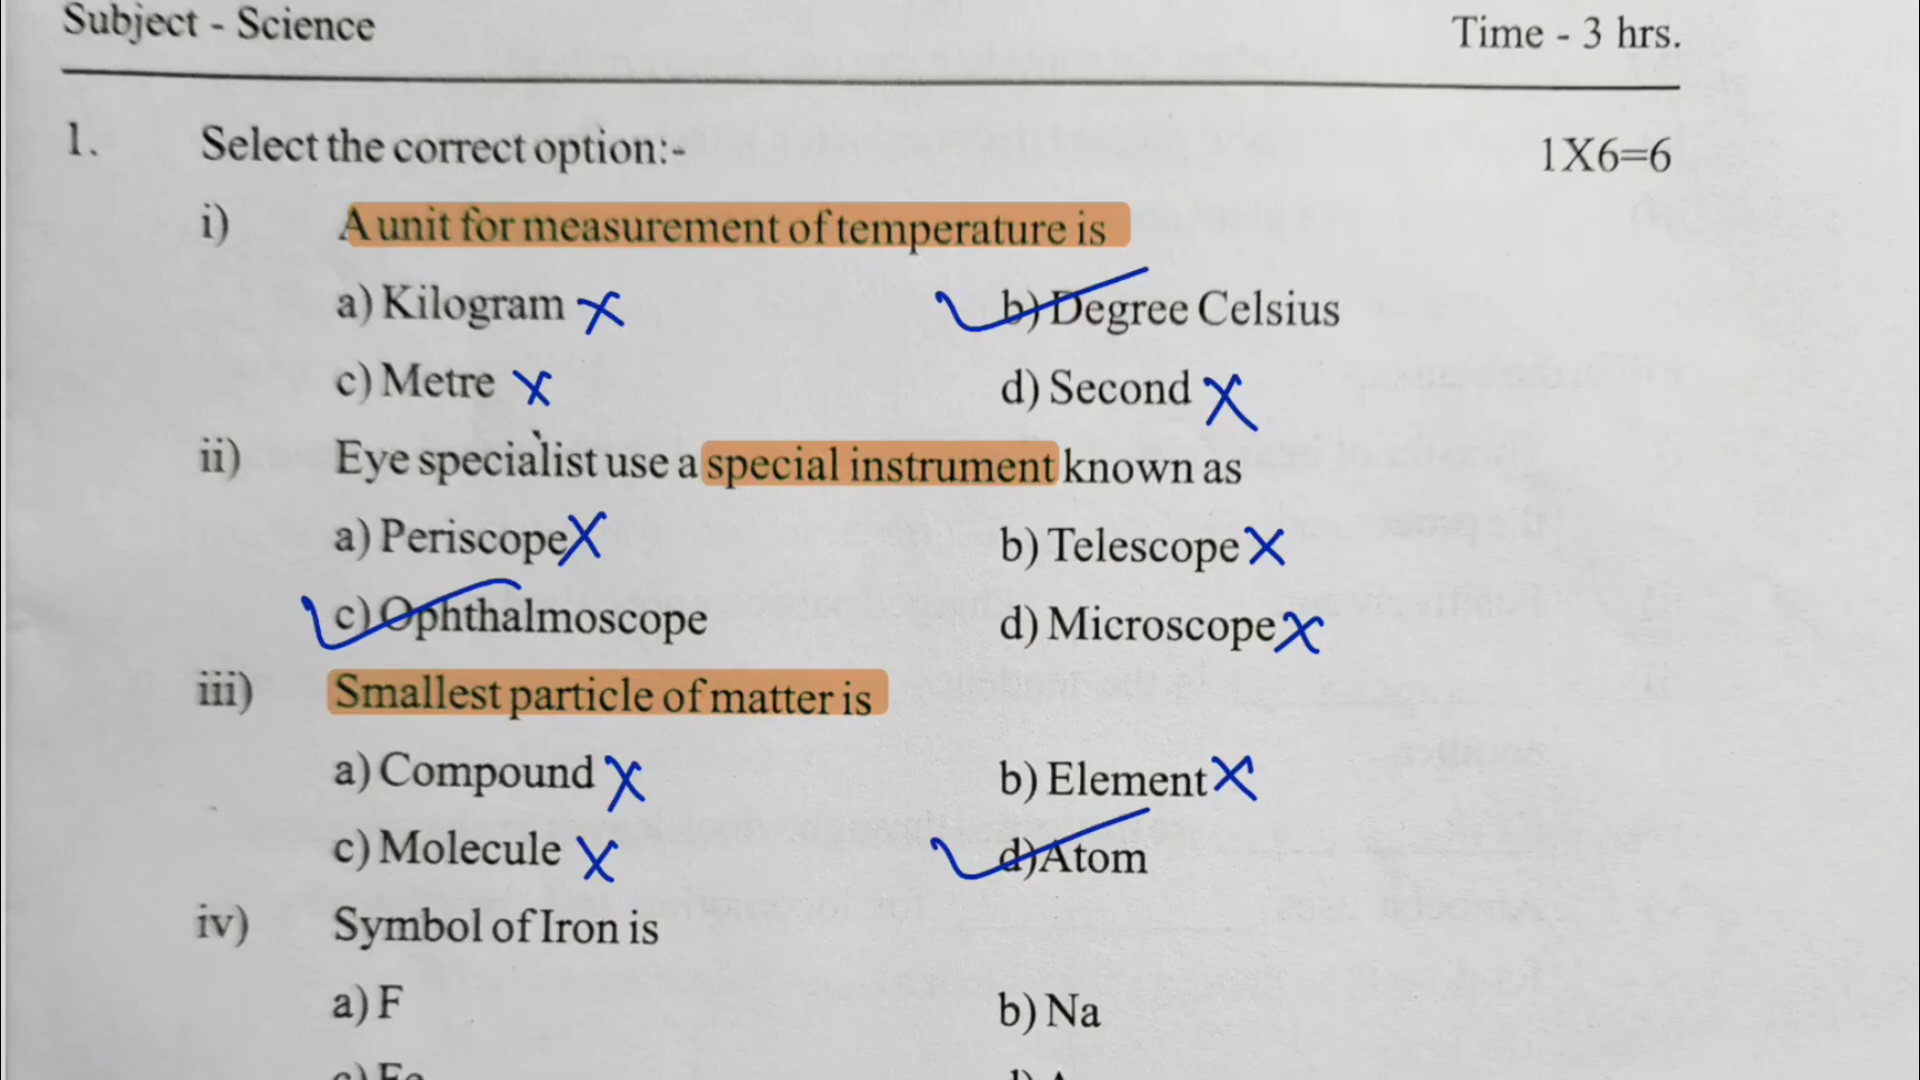 Subject - Science Time - 3 hrs.
1. Select the correct option:- 1X6=6
i) A unit for measurement of temperature is
a) Kilogram b) Degree Celsius
c) Metre d) Second
ii) Eye specialist use a special instrument known as
a) Periscope b) Telescope
c) Ophthalmoscope d) Microscope
iii) Smallest particle of matter is
a) Compound b) Element
c) Molecule d) Atom
iv) Symbol of Iron is
a) F b) Na
c) Fe